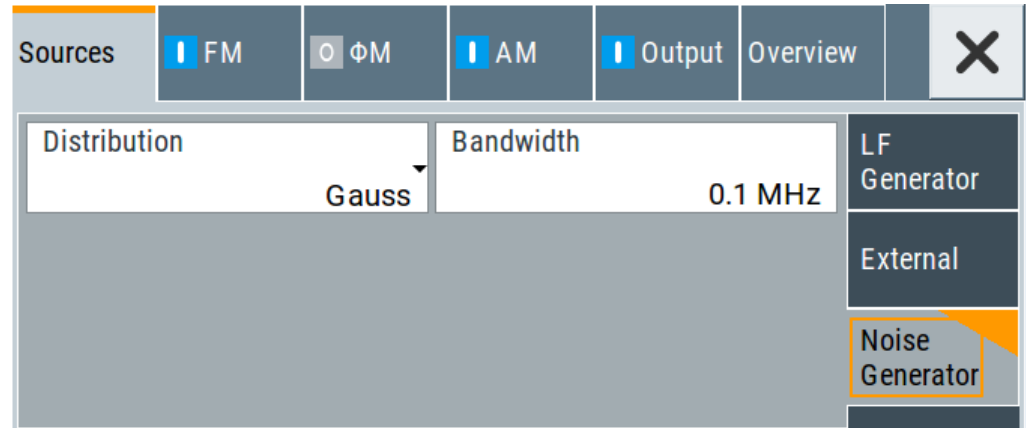 Sources
I FM
O ΦM
I AM
I Output
Overview
Distribution
Gauss
Bandwidth
0.1 MHz
LF
Generator
External
Noise
Generator